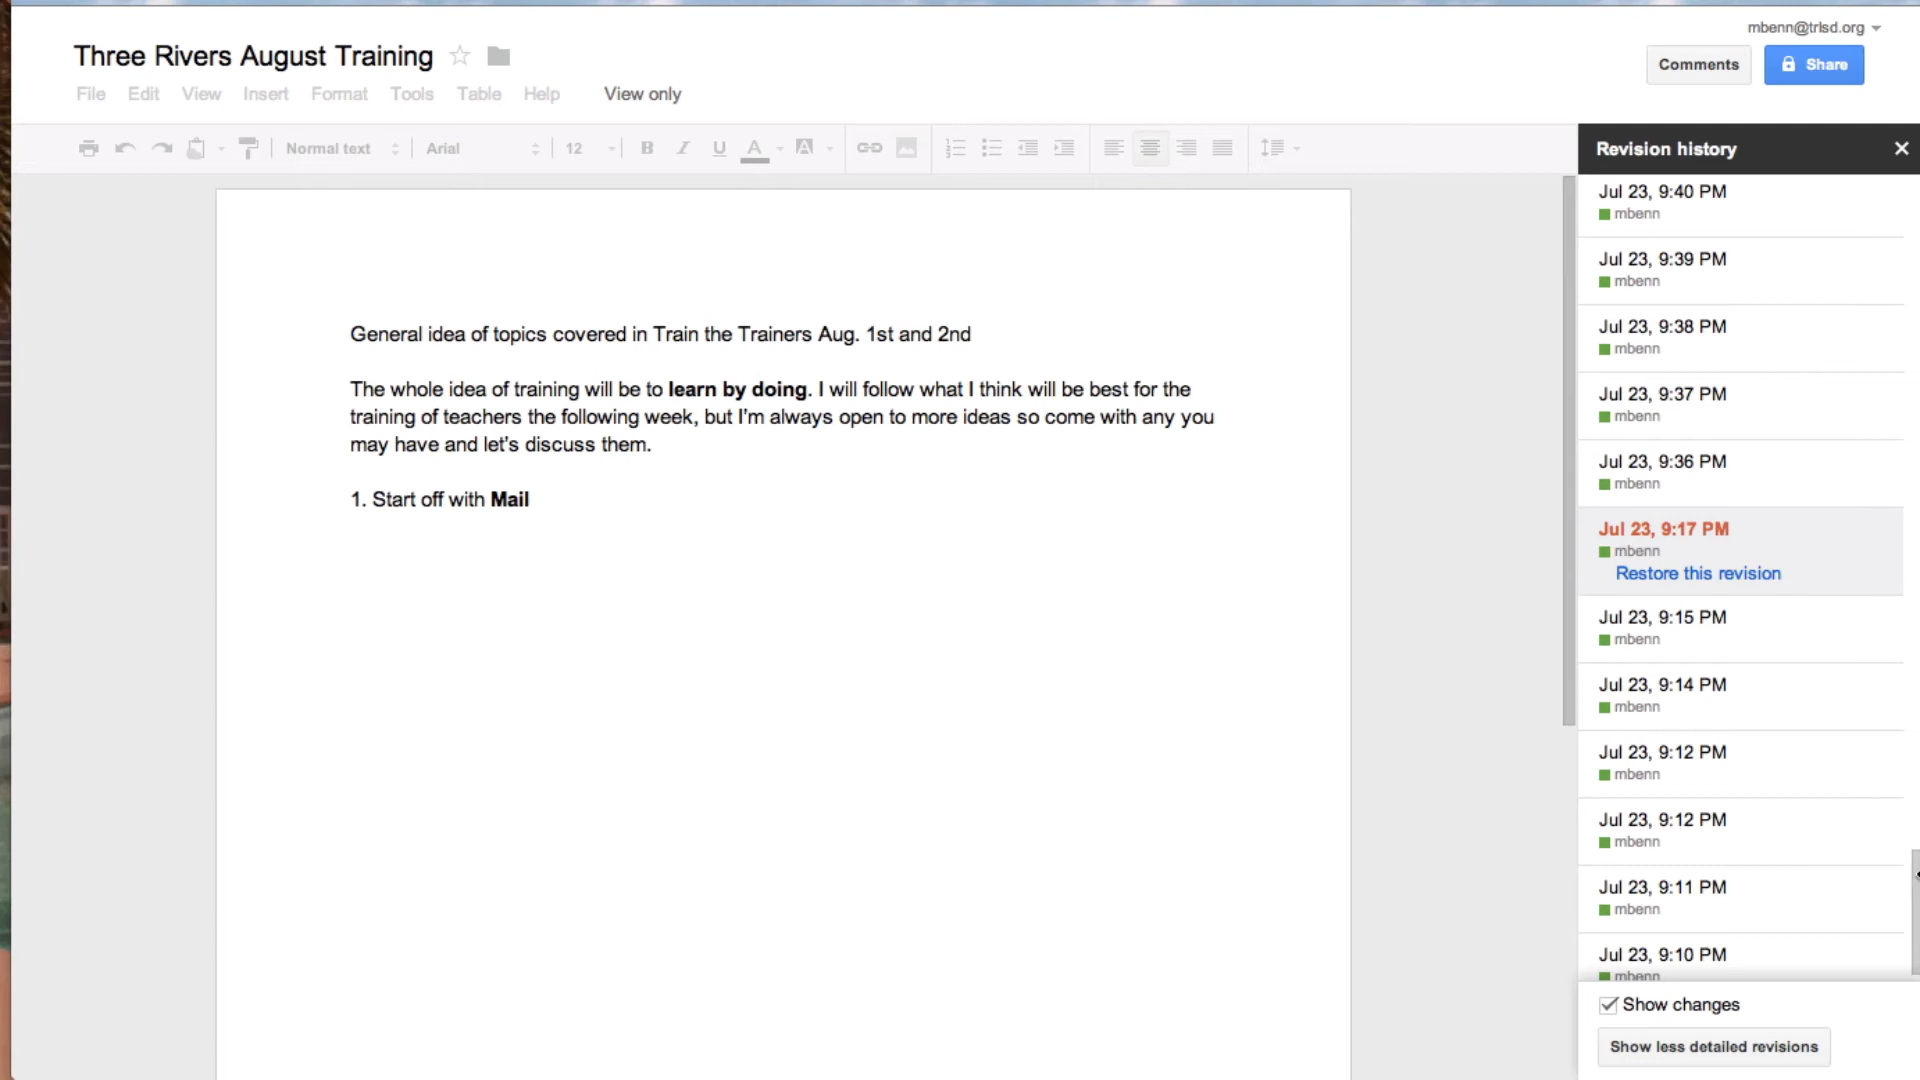 mbenn@trlsd.org
Three Rivers August Training
Comments
Share
File Edit View Insert Format Tools Table Help View only
Normal text Arial 12 B I U A A
Revision history
General idea of topics covered in Train the Trainers Aug. 1st and 2nd
The whole idea of training will be to learn by doing. I will follow what I think will be best for the
training of teachers the following week, but I'm always open to more ideas so come with any you
may have and let's discuss them.
1. Start off with Mail
Jul 23, 9:40 PM
mbenn
Jul 23, 9:39 PM
mbenn
Jul 23, 9:38 PM
mbenn
Jul 23, 9:37 PM
mbenn
Jul 23, 9:36 PM
mbenn
Jul 23, 9:17 PM
mbenn
Restore this revision
Jul 23, 9:15 PM
mbenn
Jul 23, 9:14 PM
mbenn
Jul 23, 9:12 PM
mbenn
Jul 23, 9:12 PM
mbenn
Jul 23, 9:11 PM
mbenn
Jul 23, 9:10 PM
mbenn
Show changes
Show less detailed revisions